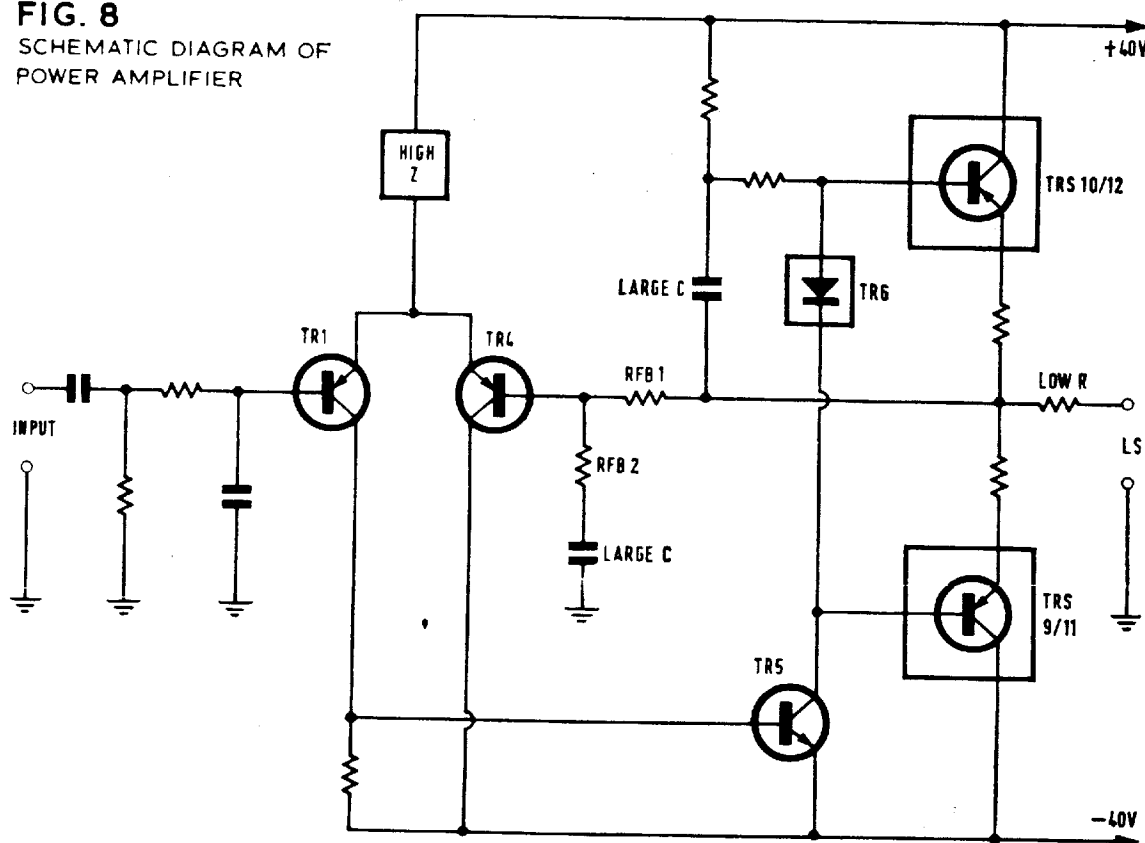 FIG. 8
SCHEMATIC DIAGRAM OF
POWER AMPLIFIER
+40V
HIGH
Z
TRS 10/12
LARGE C
TR6
TR1
TR4
RFB 1
LOW R
INPUT
LS
RFB 2
LARGE C
TRS
9/11
TR5
-40V